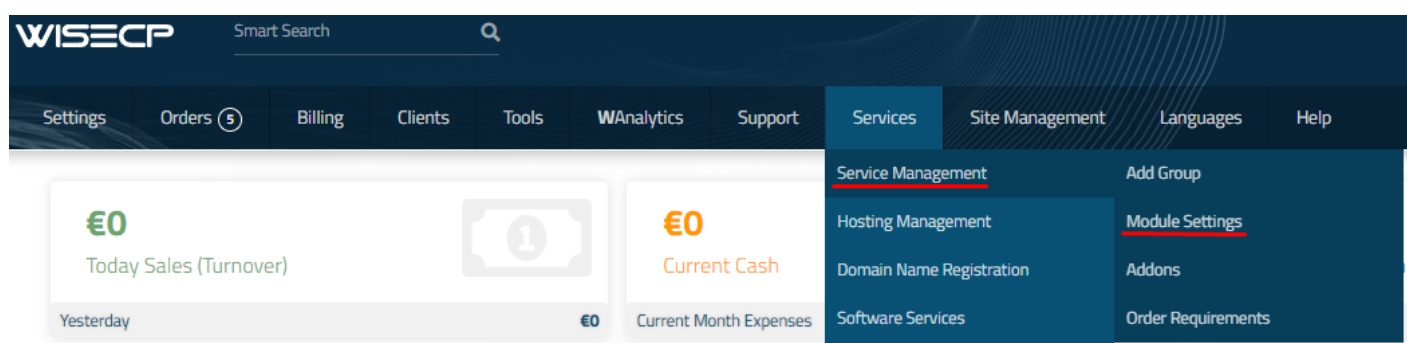 WISECP Smart Search
Settings Orders 5 Billing Clients Tools WAnalytics Support Services Site Management Languages Help
Service Management Add Group
€0 €0 Hosting Management Module Settings
Today Sales (Turnover) Current Cash Domain Name Registration Addons
Yesterday €0 Current Month Expenses Software Services Order Requirements